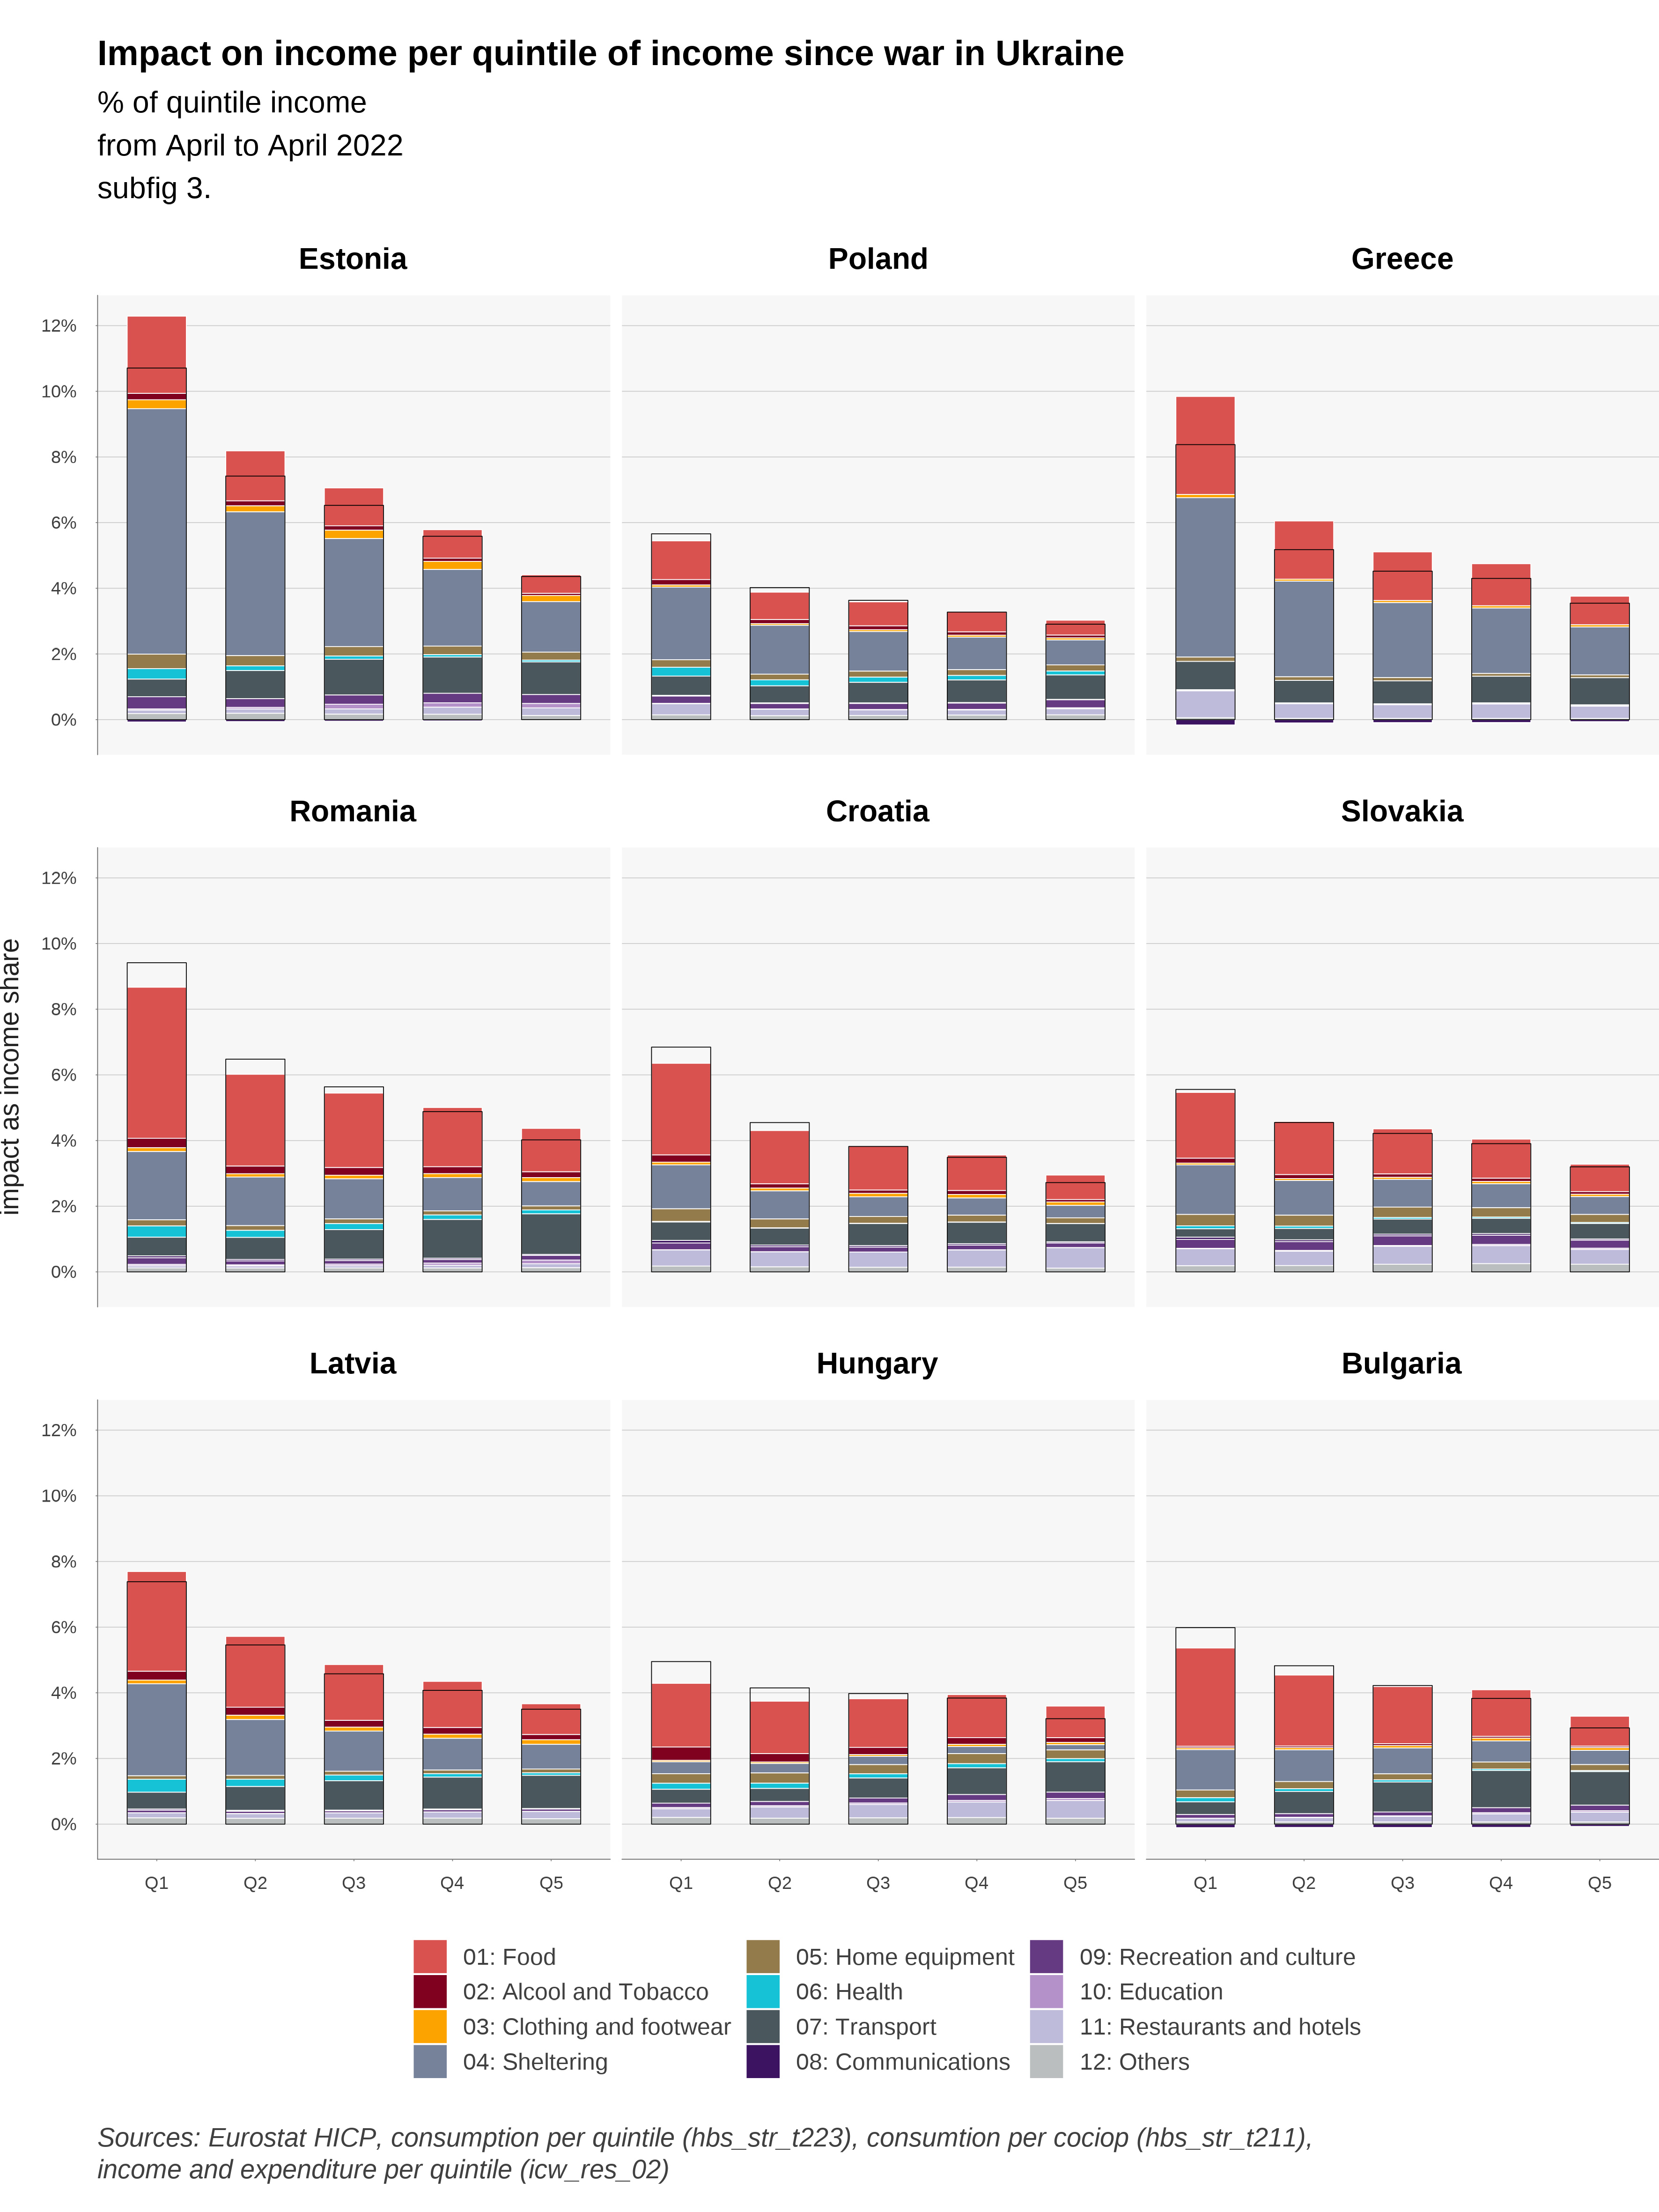 Impact on income per quintile of income since war in Ukraine
% of quintile income
from April to April 2022
subfig 3.
Estonia
Poland
Greece
12%
10%
8%
6%
4%
2%
0%
Romania
Croatia
Slovakia
impact as income share
12%
10%
8%
6%
4%
2%
0%
Latvia
Hungary
Bulgaria
12%
10%
8%
6%
4%
2%
0%
Q1 Q2 Q3 Q4 Q5 Q1 Q2 Q3 Q4 Q5 Q1 Q2 Q3 Q4 Q5
01: Food
02: Alcool and Tobacco
03: Clothing and footwear
04: Sheltering
05: Home equipment
06: Health
07: Transport
08: Communications
09: Recreation and culture
10: Education
11: Restaurants and hotels
12: Others
Sources: Eurostat HICP, consumption per quintile (hbs_str_t223), consumtion per cociop (hbs_str_t211),
income and expenditure per quintile (icw_res_02)